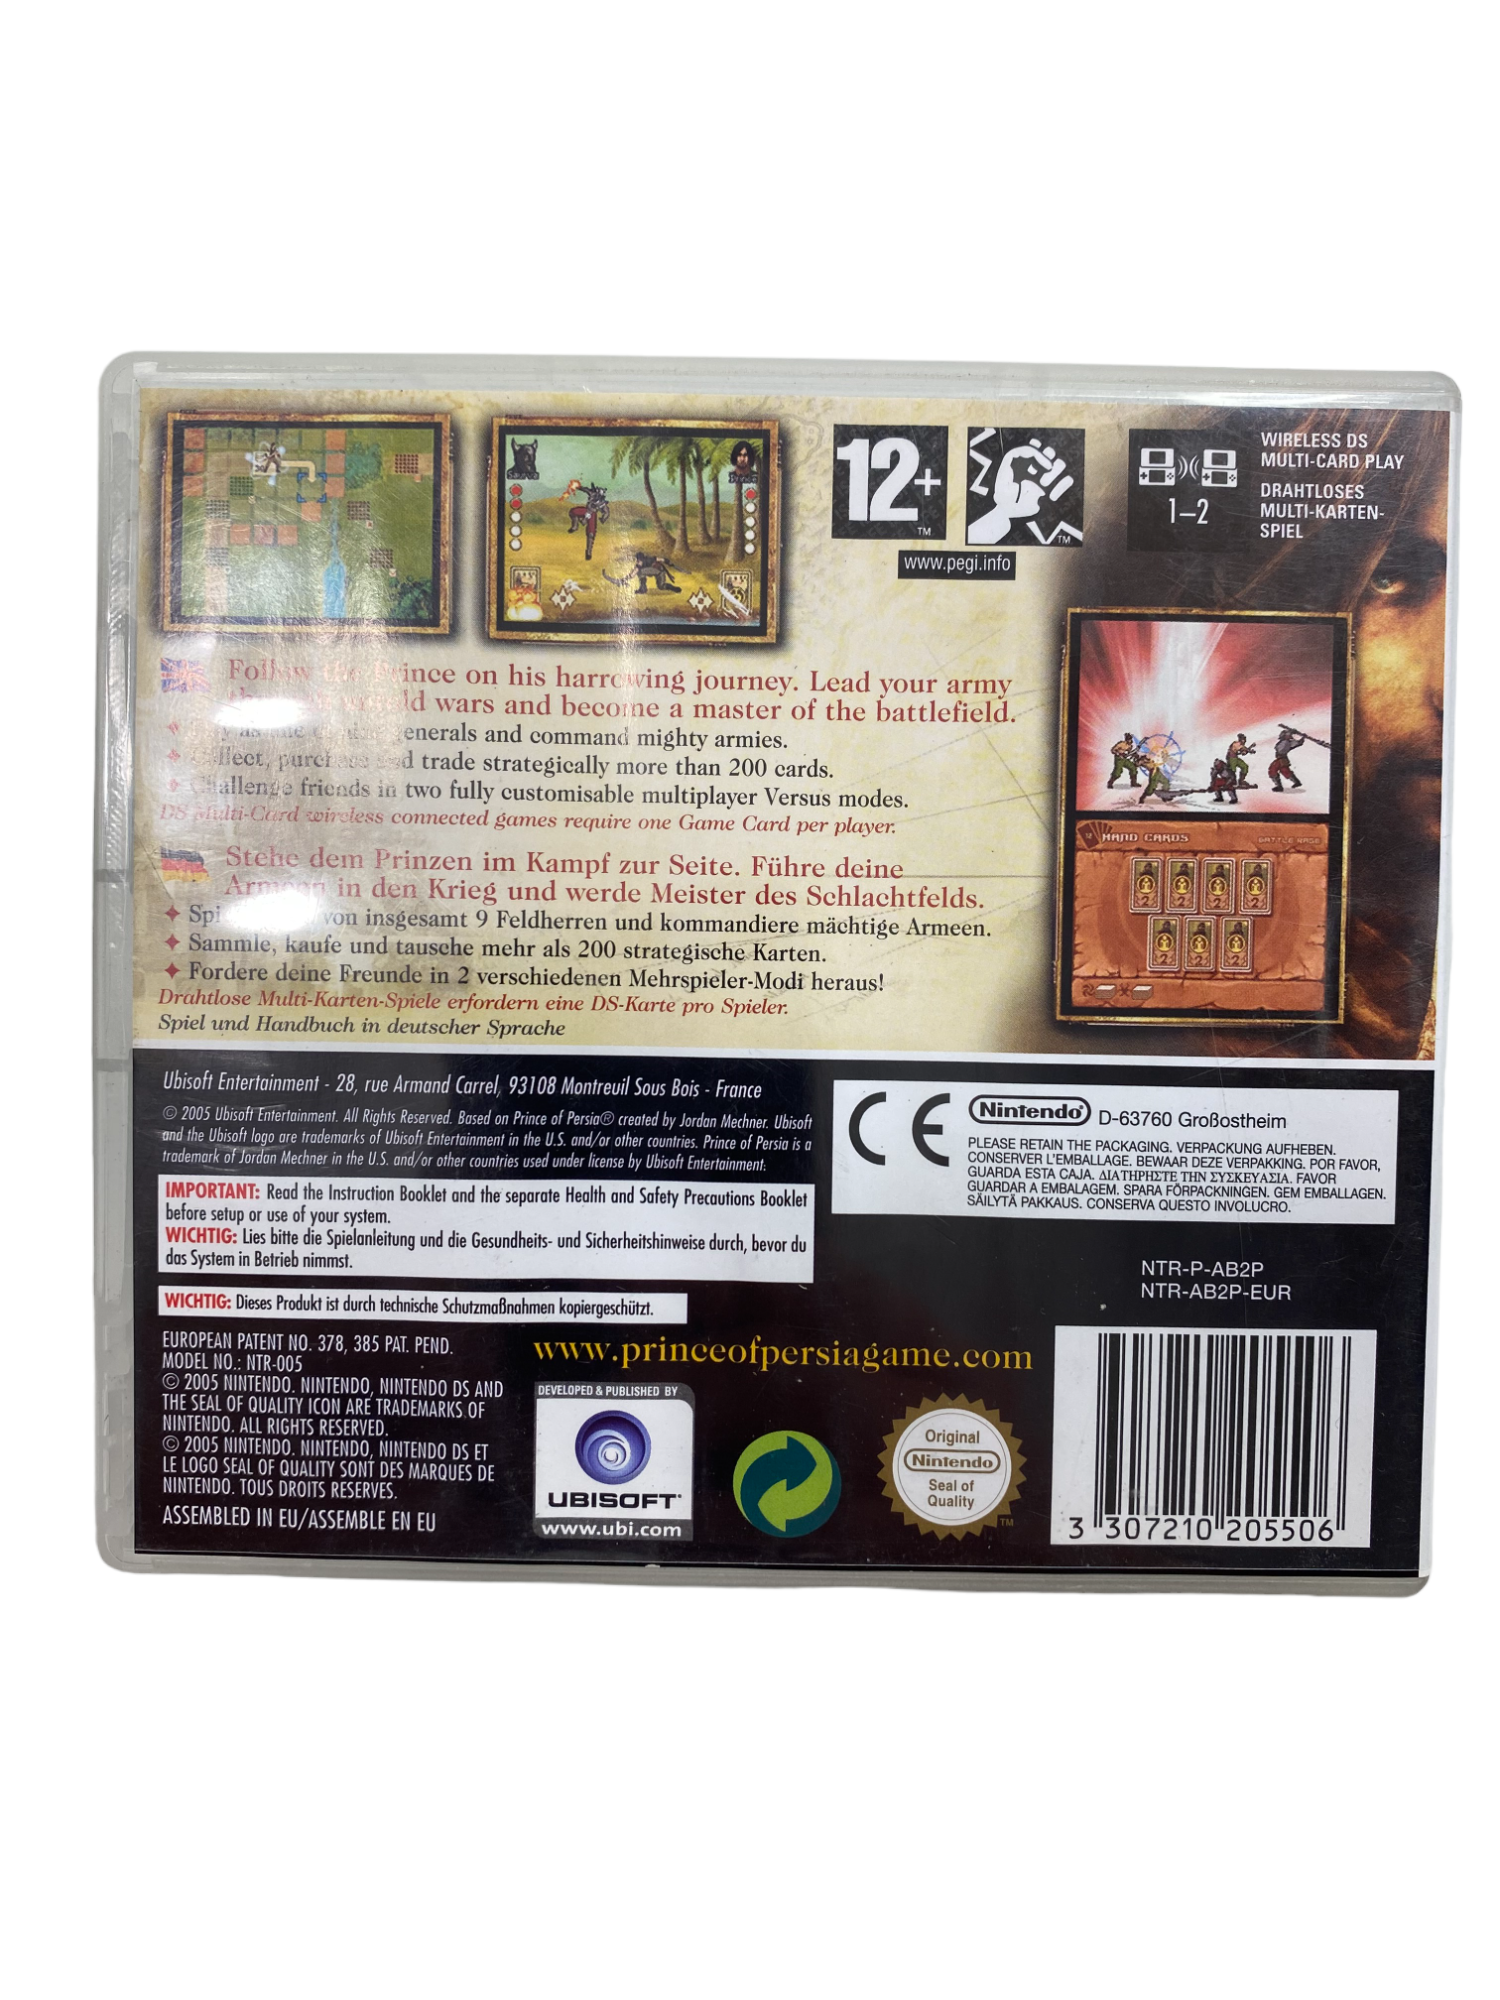 12+
TM
TM
www.pegi.info
1–2
WIRELESS DS
MULTI-CARD PLAY
DRAHTLOSES
MULTI-KARTEN-
SPIEL
HAND CARDS
BATTLE RAGE
2 2 2 2
2 2 2
Follow the Prince on his harrowing journey. Lead your army
wars and become a master of the battlefield.
generals and command mighty armies.
Collect, purchase and trade strategically more than 200 cards.
Challenge friends in two fully customisable multiplayer Versus modes.
DS Multi-Card wireless connected games require one Game Card per player.
Stehe dem Prinzen im Kampf zur Seite. Führe deine
Armeen in den Krieg und werde Meister des Schlachtfelds.
✦ von insgesamt 9 Feldherren und kommandiere mächtige Armeen.
✦ Sammle, kaufe und tausche mehr als 200 strategische Karten.
✦ Fordere deine Freunde in 2 verschiedenen Mehrspieler-Modi heraus!
Drahtlose Multi-Karten-Spiele erfordern eine DS-Karte pro Spieler.
Spiel und Handbuch in deutscher Sprache
Ubisoft Entertainment - 28, rue Armand Carrel, 93108 Montreuil Sous Bois - France
© 2005 Ubisoft Entertainment. All Rights Reserved. Based on Prince of Persia® created by Jordan Mechner. Ubisoft
and the Ubisoft logo are trademarks of Ubisoft Entertainment in the U.S. and/or other countries. Prince of Persia is a
trademark of Jordan Mechner in the U.S. and/or other countries used under license by Ubisoft Entertainment.
IMPORTANT: Read the Instruction Booklet and the separate Health and Safety Precautions Booklet
before setup or use of your system.
WICHTIG: Lies bitte die Spielanleitung und die Gesundheits- und Sicherheitshinweise durch, bevor du
das System in Betrieb nimmst.
WICHTIG: Dieses Produkt ist durch technische Schutzmaßnahmen kopiergeschützt.
CE
Nintendo® D-63760 Großostheim
PLEASE RETAIN THE PACKAGING. VERPACKUNG AUFHEBEN.
CONSERVER L'EMBALLAGE. BEWAAR DEZE VERPAKKING. POR FAVOR,
GUARDA ESTA CAJA. ΔΙΑΤΗΡΗΣΤΕ ΤΗΝ ΣΥΣΚΕΥΑΣΙΑ. FAVOR
GUARDAR A EMBALAGEM. SPARA FÖRPACKNINGEN. GEM EMBALLAGEN.
SÄILYTÄ PAKKAUS. CONSERVA QUESTO INVOLUCRO.
NTR-P-AB2P
NTR-AB2P-EUR
EUROPEAN PATENT NO. 378, 385 PAT. PEND.
MODEL NO.: NTR-005
© 2005 NINTENDO. NINTENDO, NINTENDO DS AND
THE SEAL OF QUALITY ICON ARE TRADEMARKS OF
NINTENDO. ALL RIGHTS RESERVED.
© 2005 NINTENDO. NINTENDO, NINTENDO DS ET
LE LOGO SEAL OF QUALITY SONT DES MARQUES DE
NINTENDO. TOUS DROITS RESERVES.
ASSEMBLED IN EU/ASSEMBLE EN EU
www.princeofpersiagame.com
DEVELOPED & PUBLISHED BY
UBISOFT
www.ubi.com
Original
Nintendo
Seal of
Quality
TM
3 307210 205506